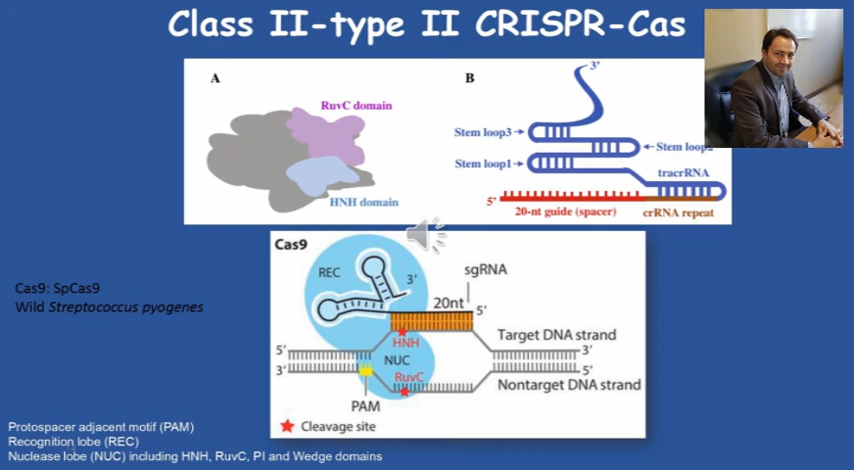 Class II-type II CRISPR-Cas
A
RuvC domain
HNH domain
B
3'
Stem loop3
Stem loop2
Stem loop1
tracrRNA
5'
20-nt guide (spacer)
crRNA repeat
Cas9
REC
3'
sgRNA
20nt
5'
HNH
Target DNA strand
5'
3'
NUC
3'
5'
RuvC
Nontarget DNA strand
PAM
Cleavage site
Cas9: SpCas9
Wild Streptococcus pyogenes
Protospacer adjacent motif (PAM)
Recognition lobe (REC)
Nuclease lobe (NUC) including HNH, RuvC, PI and Wedge domains